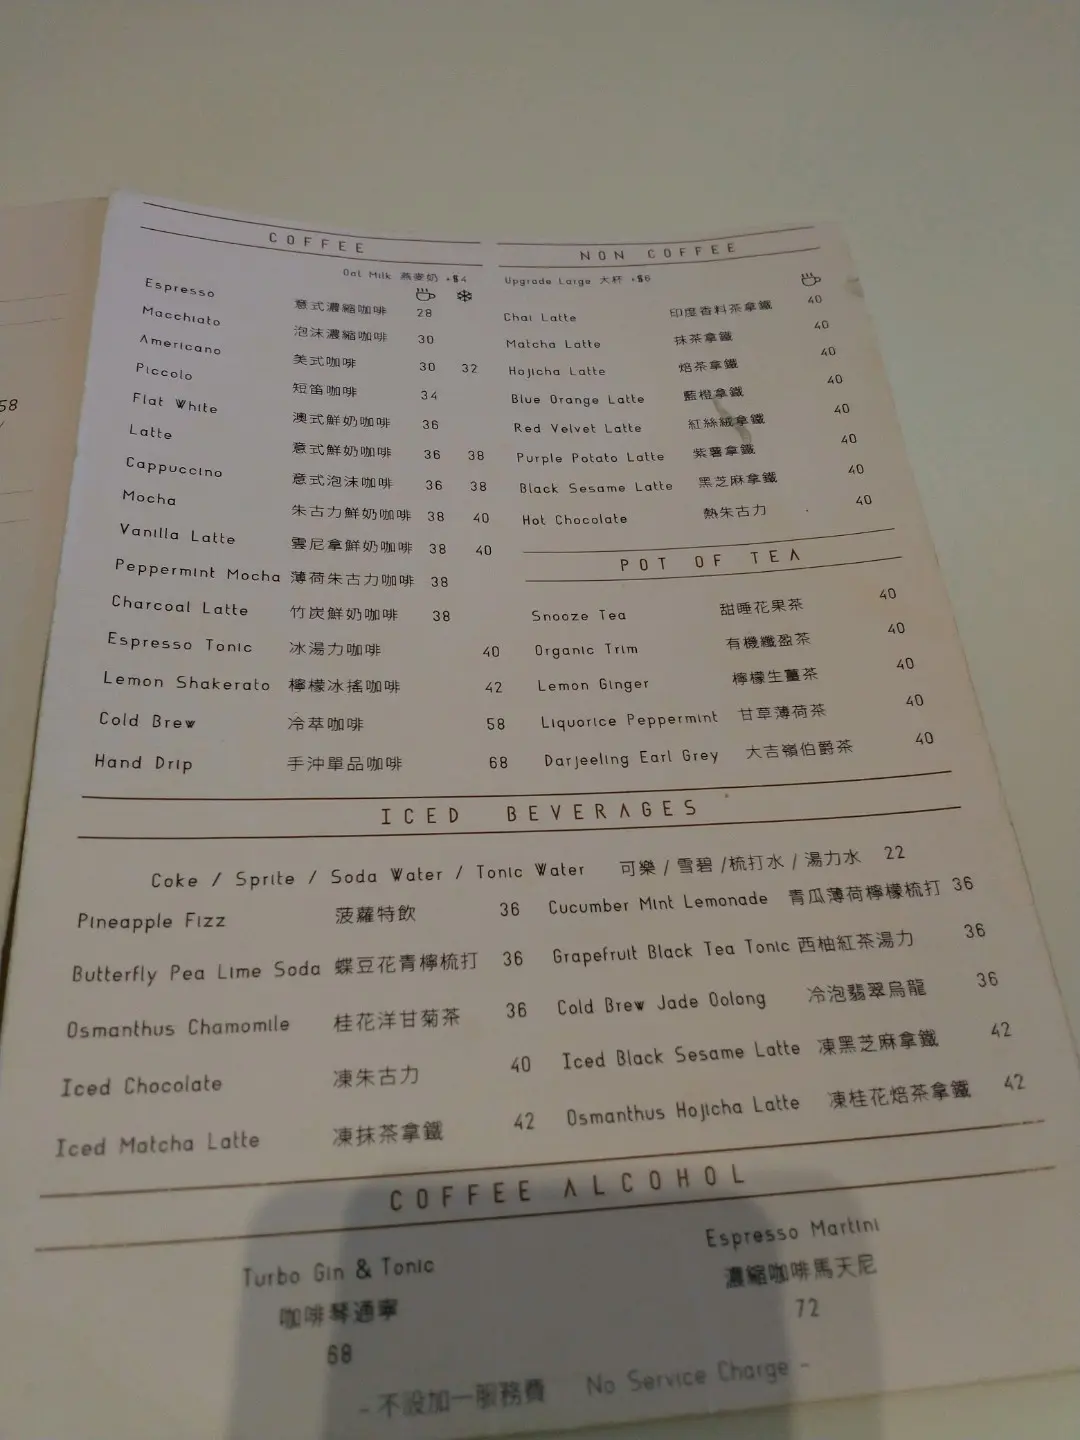 58
COFFEE
Oat Milk 燕麥奶 +$4
Espresso 意式濃縮咖啡 28
Macchiato 泡沫濃縮咖啡 30
Americano 美式咖啡 30 32
Piccolo 短笛咖啡 34
Flat White 澳式鮮奶咖啡 36
Latte 意式鮮奶咖啡 36 38
Cappuccino 意式泡沫咖啡 36 38
Mocha 朱古力鮮奶咖啡 38 40
Vanilla Latte 雲尼拿鮮奶咖啡 38 40
Peppermint Mocha 薄荷朱古力咖啡 38
Charcoal Latte 竹炭鮮奶咖啡 38
Espresso Tonic 冰湯力咖啡 40
Lemon Shakerato 檸檬冰搖咖啡 42
Cold Brew 冷萃咖啡 58
Hand Drip 手沖單品咖啡 68
NON COFFEE
Upgrade Large 大杯 +$6
Chai Latte 印度香料茶拿鐵 40
Matcha Latte 抹茶拿鐵 40
Hojicha Latte 焙茶拿鐵 40
Blue Orange Latte 藍橙拿鐵 40
Red Velvet Latte 紅絲絨拿鐵 40
Purple Potato Latte 紫薯拿鐵 40
Black Sesame Latte 黑芝麻拿鐵 40
Hot Chocolate 熱朱古力 40
POT OF TEA
Snooze Tea 甜睡花果茶 40
Organic Trim 有機纖盈茶 40
Lemon Ginger 檸檬生薑茶 40
Liquorice Peppermint 甘草薄荷茶 40
Darjeeling Earl Grey 大吉嶺伯爵茶 40
ICED BEVERAGES
Coke / Sprite / Soda Water / Tonic Water 可樂 / 雪碧 /梳打水 / 湯力水 22
Pineapple Fizz 菠蘿特飲 36 Cucumber Mint Lemonade 青瓜薄荷檸檬梳打 36
Butterfly Pea Lime Soda 蝶豆花青檸梳打 36 Grapefruit Black Tea Tonic 西柚紅茶湯力 36
Osmanthus Chamomile 桂花洋甘菊茶 36 Cold Brew Jade Oolong 冷泡翡翠烏龍 36
Iced Chocolate 凍朱古力 40 Iced Black Sesame Latte 凍黑芝麻拿鐵 42
Iced Matcha Latte 凍抹茶拿鐵 42 Osmanthus Hojicha Latte 凍桂花焙茶拿鐵 42
COFFEE ALCOHOL
Turbo Gin & Tonic
咖啡琴通寧
68
Espresso Martini
濃縮咖啡馬天尼
72
- 不設加一服務費 No Service Charge -